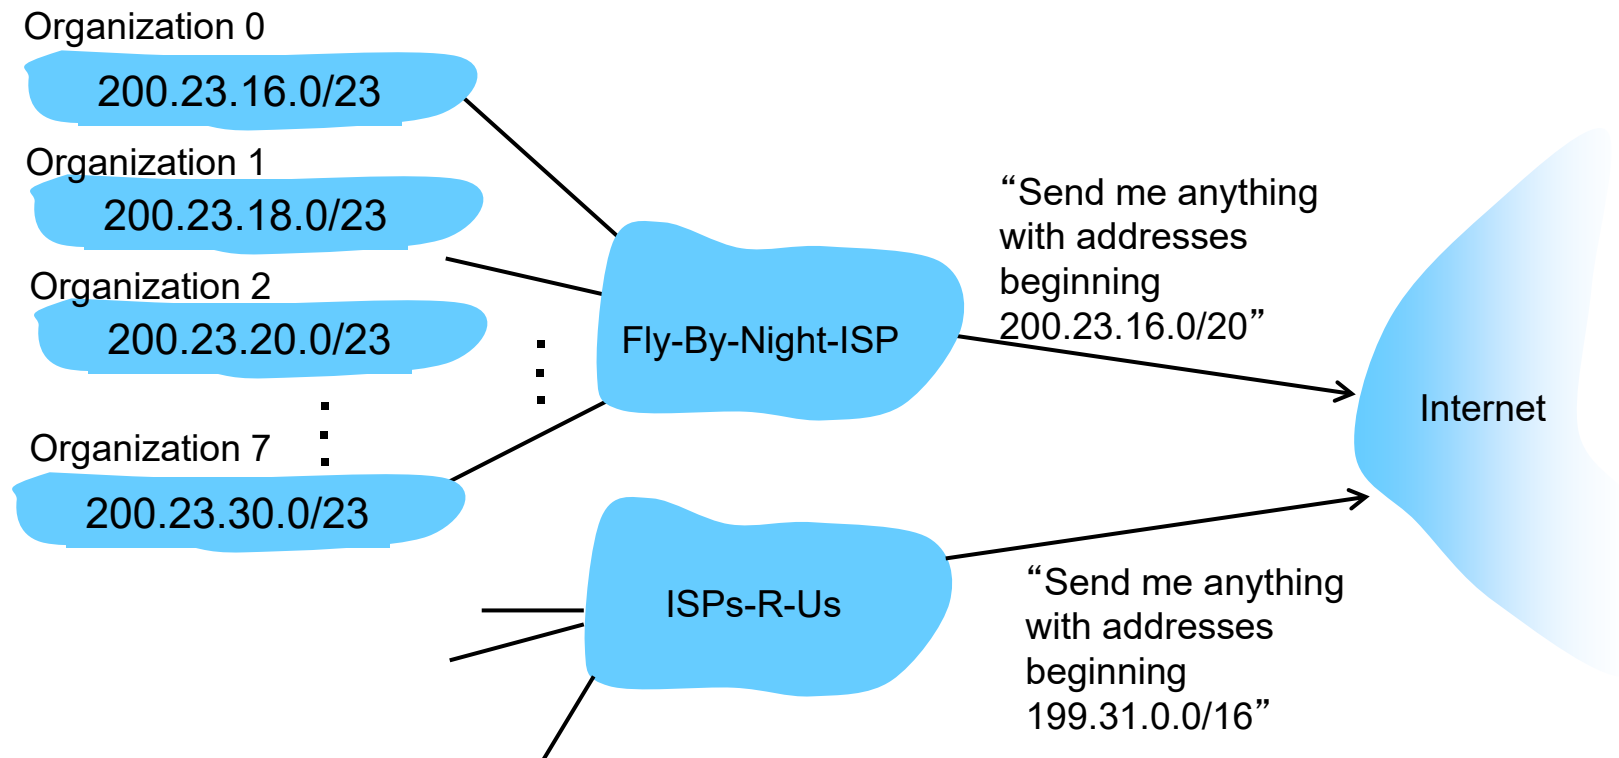 Organization 0
200.23.16.0/23
Organization 1
200.23.18.0/23
Organization 2
200.23.20.0/23
Organization 7
200.23.30.0/23
Fly-By-Night-ISP
“Send me anything
with addresses
beginning
200.23.16.0/20”
Internet
ISPs-R-Us
“Send me anything
with addresses
beginning
199.31.0.0/16”